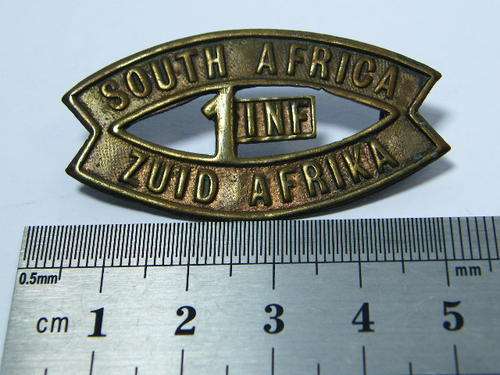 SOUTH AFRICA
1 INF
ZUID AFRIKA
0.5mm mm
cm 1 2 3 4 5